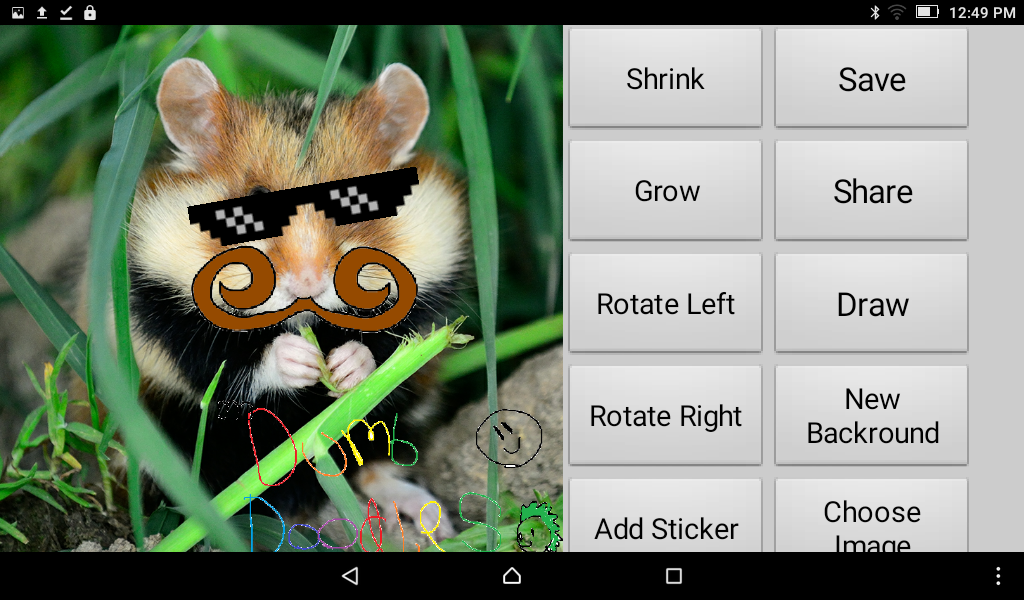 12:49 PM
Shrink
Save
Grow
Share
Rotate Left
Draw
Rotate Right
New
Backround
Add Sticker
Choose
Image
Dumb
Doodles